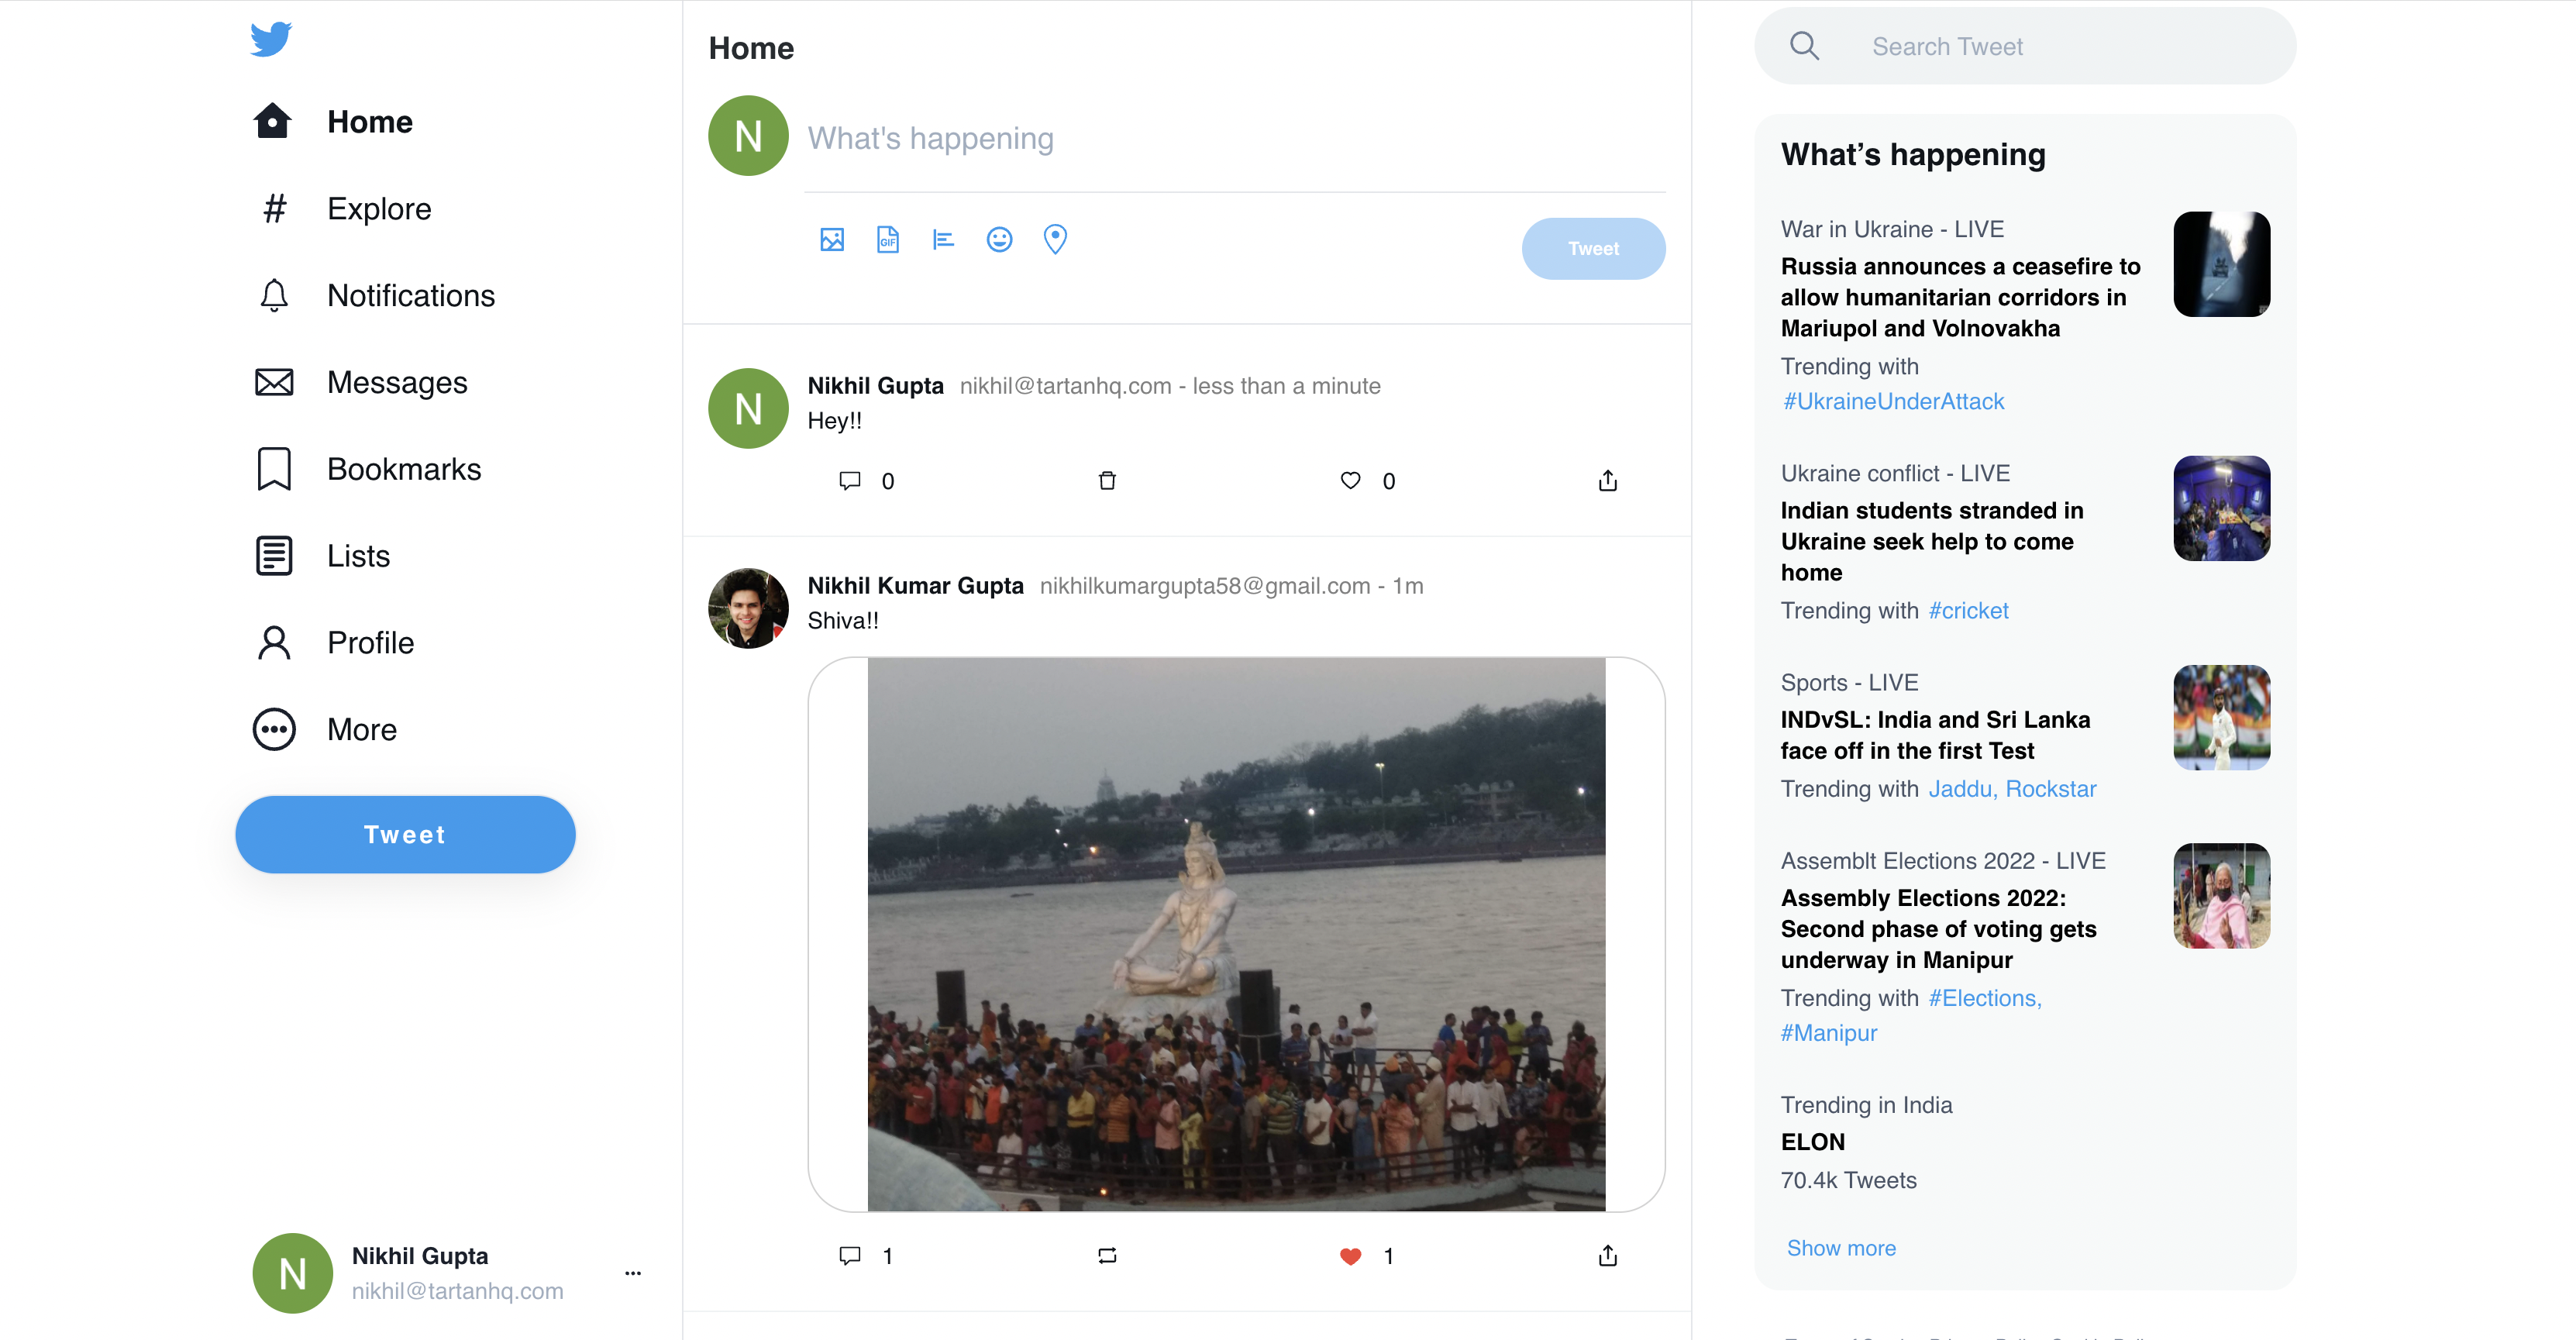 Home
Explore
Notifications
Messages
Bookmarks
Lists
Profile
More
Tweet
Nikhil Gupta
nikhil@tartanhq.com
Home
What's happening
GIF
Tweet
Nikhil Gupta nikhil@tartanhq.com - less than a minute
Hey!!
0 0
Nikhil Kumar Gupta nikhilkumargupta58@gmail.com - 1m
Shiva!!
1 1
Search Tweet
What’s happening
War in Ukraine - LIVE
Russia announces a ceasefire to
allow humanitarian corridors in
Mariupol and Volnovakha
Trending with
#UkraineUnderAttack
Ukraine conflict - LIVE
Indian students stranded in
Ukraine seek help to come
home
Trending with #cricket
Sports - LIVE
INDvSL: India and Sri Lanka
face off in the first Test
Trending with Jaddu, Rockstar
Assemblt Elections 2022 - LIVE
Assembly Elections 2022:
Second phase of voting gets
underway in Manipur
Trending with #Elections,
#Manipur
Trending in India
ELON
70.4k Tweets
Show more